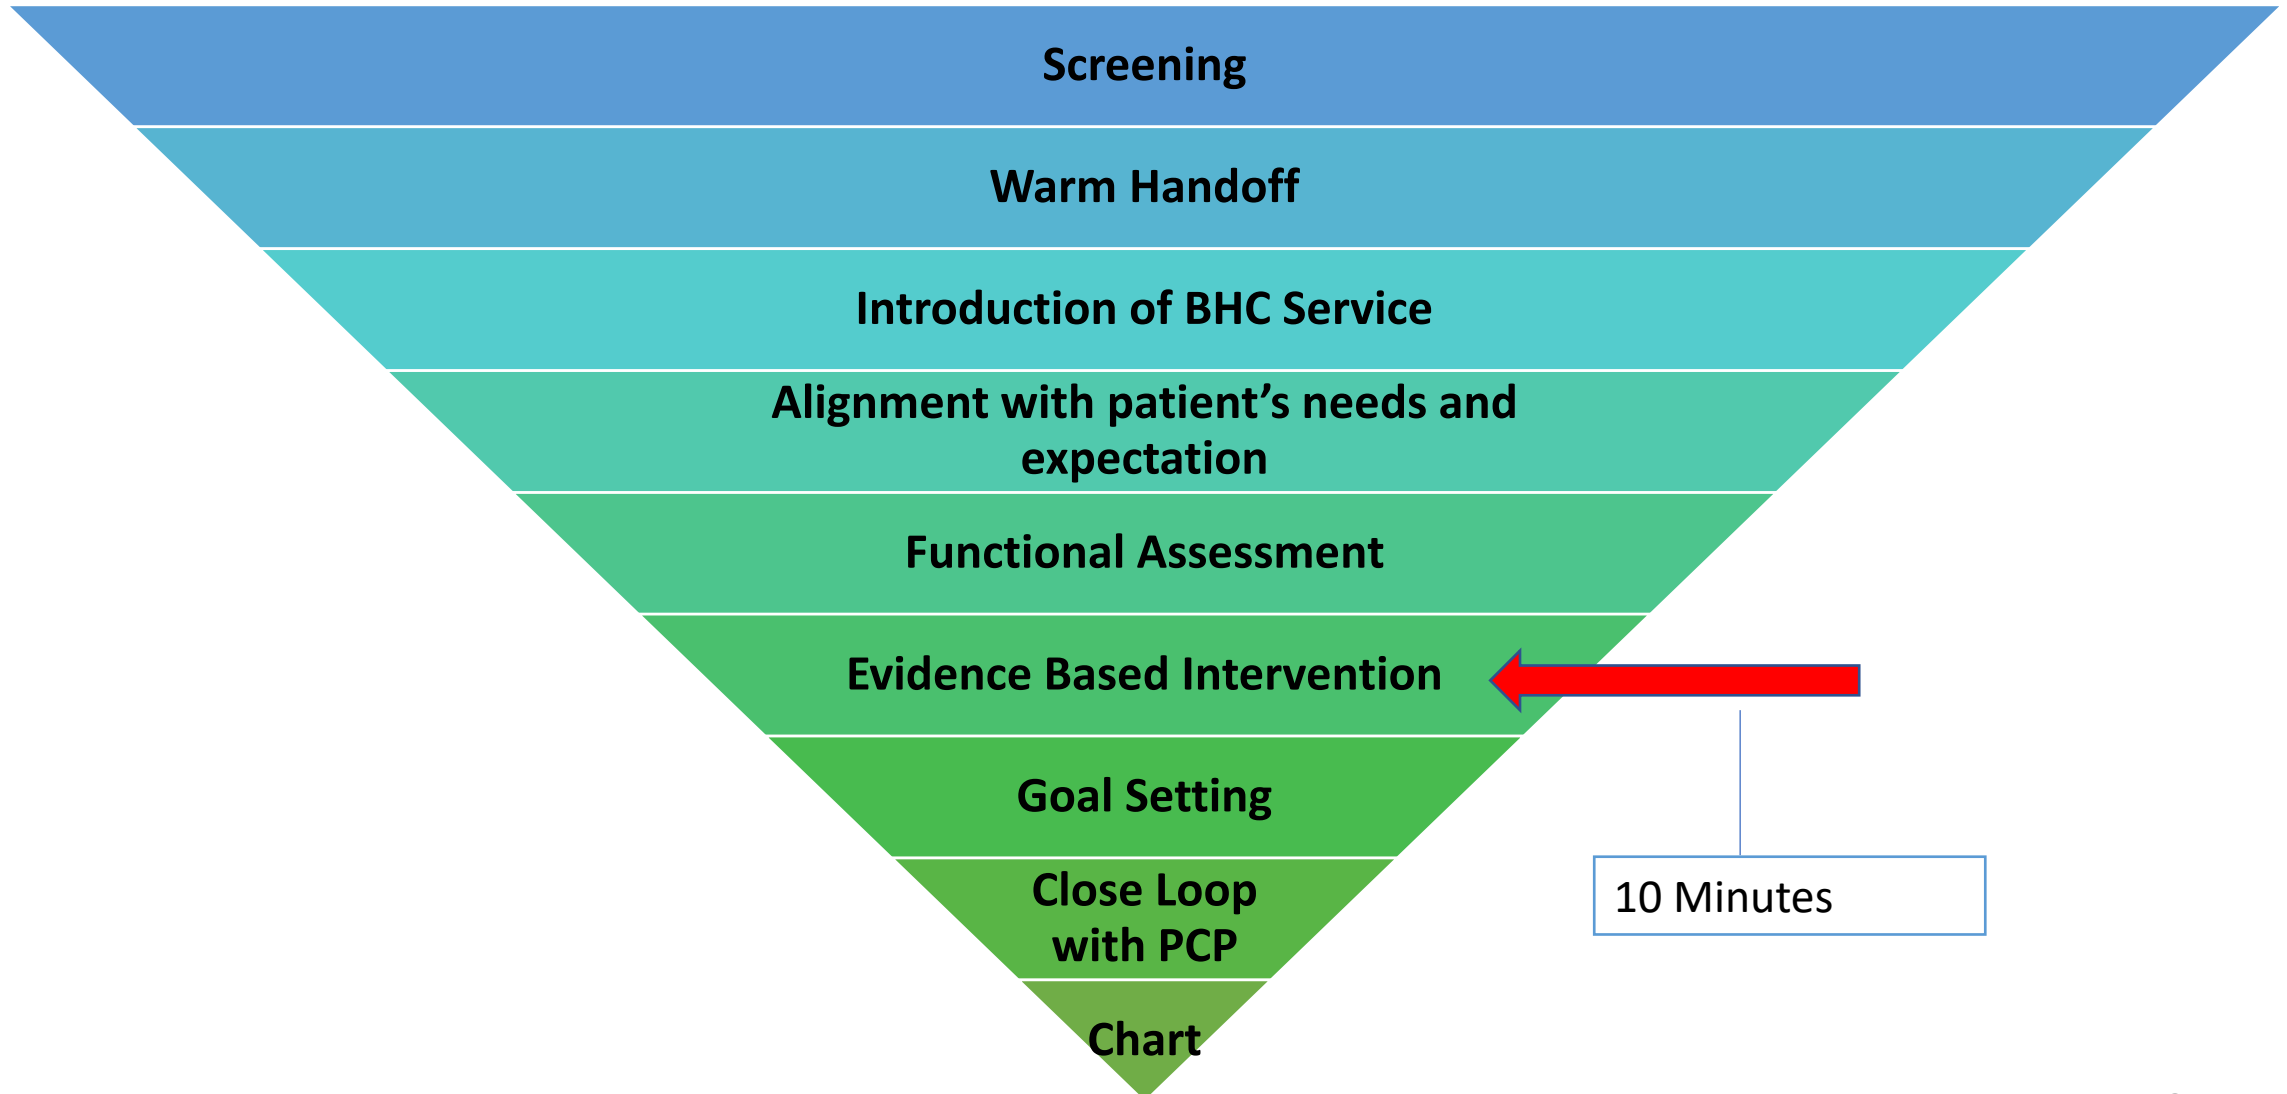 Screening
Warm Handoff
Introduction of BHC Service
Alignment with patient’s needs and
expectation
Functional Assessment
Evidence Based Intervention
Goal Setting
Close Loop
with PCP
10 Minutes
Chart